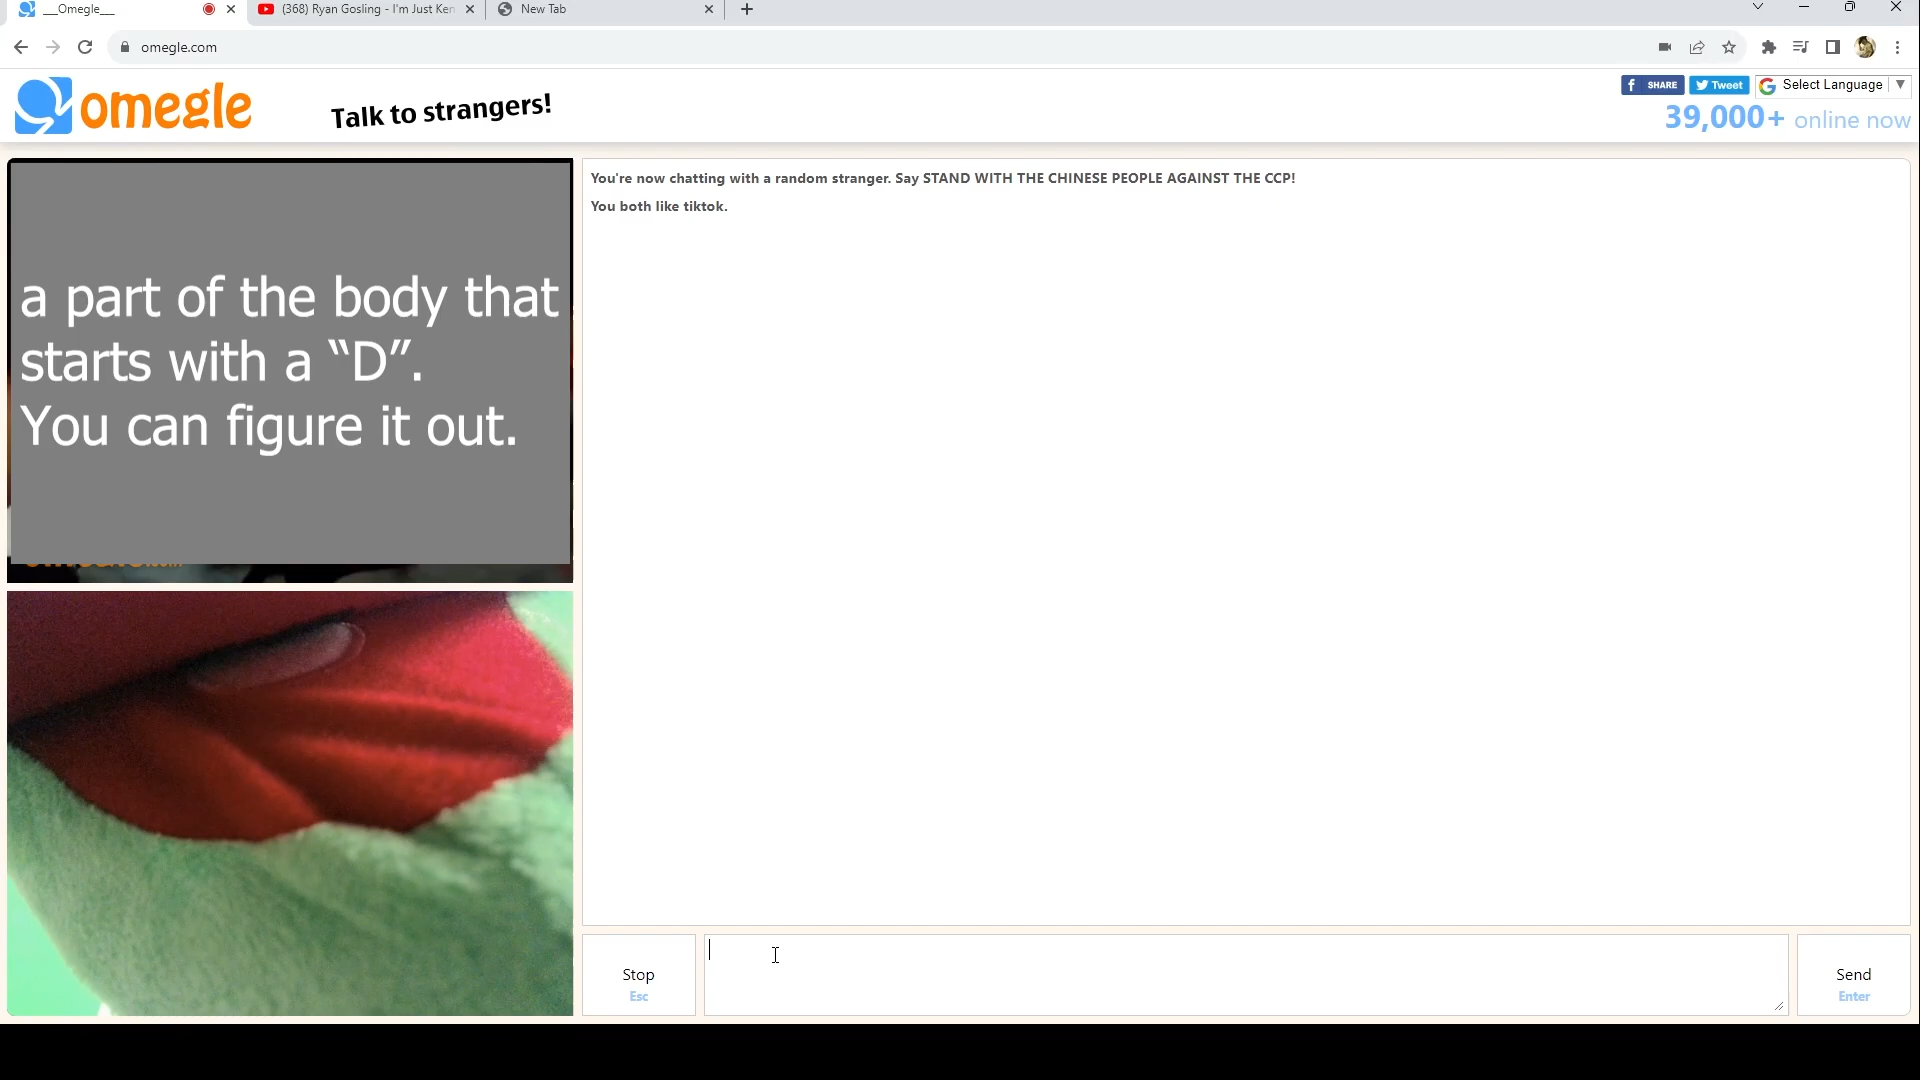 __Omegle__
(368) Ryan Gosling - I'm Just Ken
New Tab
omegle.com
omegle
Talk to strangers!
f SHARE
Tweet
G Select Language
39,000+ online now
a part of the body that
starts with a “D”.
You can figure it out.
You're now chatting with a random stranger. Say STAND WITH THE CHINESE PEOPLE AGAINST THE CCP!
You both like tiktok.
Stop
Esc
Send
Enter